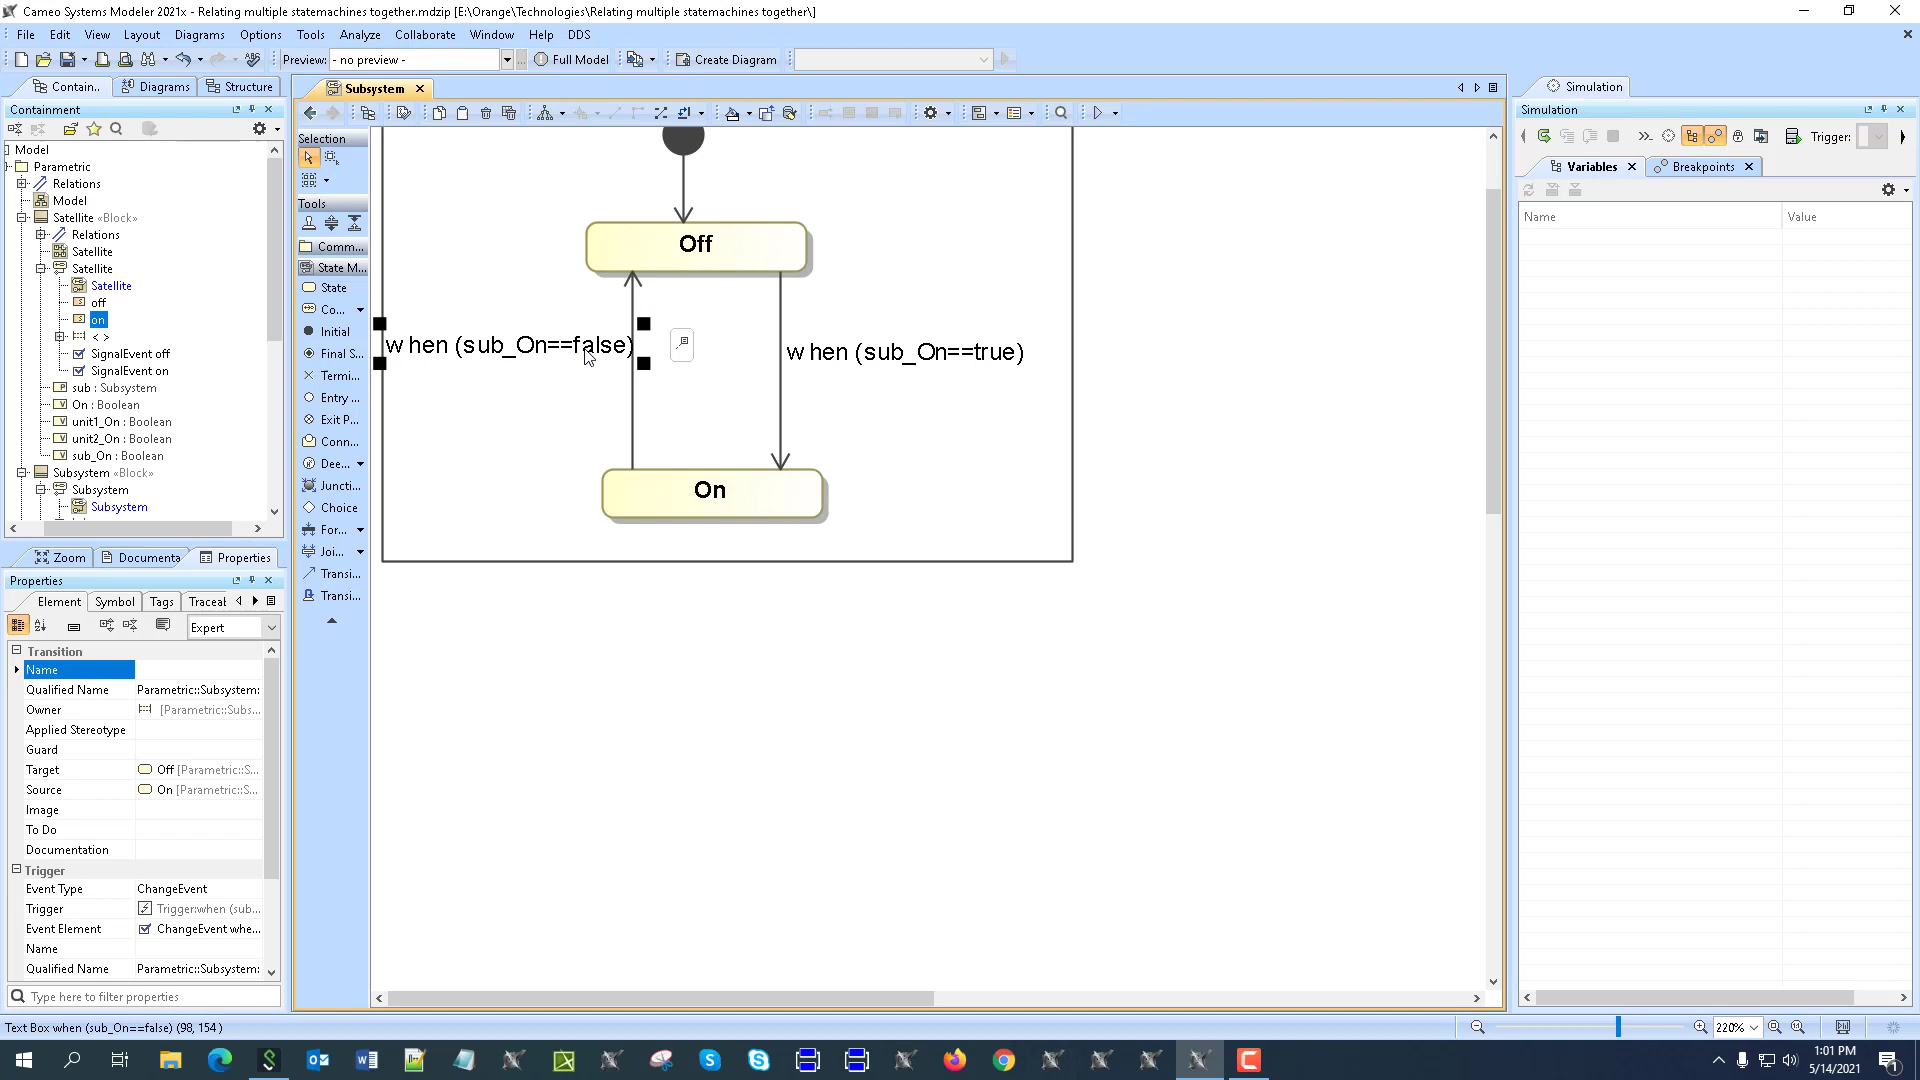 Cameo Systems Modeler 2021x - Relating multiple statemachines together.mdzip [E:\Orange\Technologies\Relating multiple statemachines together\]
File Edit View Layout Diagrams Options Tools Analyze Collaborate Window Help DDS
Preview: - no preview - ... Full Model Create Diagram
Contain.. Diagrams Structure
Containment
Model
Parametric
Relations
Model
Satellite «Block»
Relations
Satellite
Satellite
Satellite
off
on
< >
SignalEvent off
SignalEvent on
sub : Subsystem
On : Boolean
unit1_On : Boolean
unit2_On : Boolean
sub_On : Boolean
Subsystem «Block»
Subsystem
Subsystem
Zoom Documenta Properties
Properties
Element Symbol Tags Traceat
Expert
Transition
Name
Qualified Name Parametric::Subsystem:
Owner [Parametric::Subs...
Applied Stereotype
Guard
Target Off [Parametric::S...
Source On [Parametric::S...
Image
To Do
Documentation
Trigger
Event Type ChangeEvent
Trigger Trigger:when (sub...
Event Element ChangeEvent whe...
Name
Qualified Name Parametric::Subsystem:
Type here to filter properties
Text Box when (sub_On==false) (98, 154 )
Subsystem
Selection
Tools
Comm...
State M...
State
Co...
Initial
Final S...
Termi...
Entry ...
Exit P...
Conn...
Dee...
Juncti...
Choice
For...
Joi...
Transi...
Transi...
Off
when (sub_On==false)
when (sub_On==true)
On
Simulation
Simulation
Trigger:
Variables Breakpoints
Name Value
220%
1:01 PM
5/14/2021
1